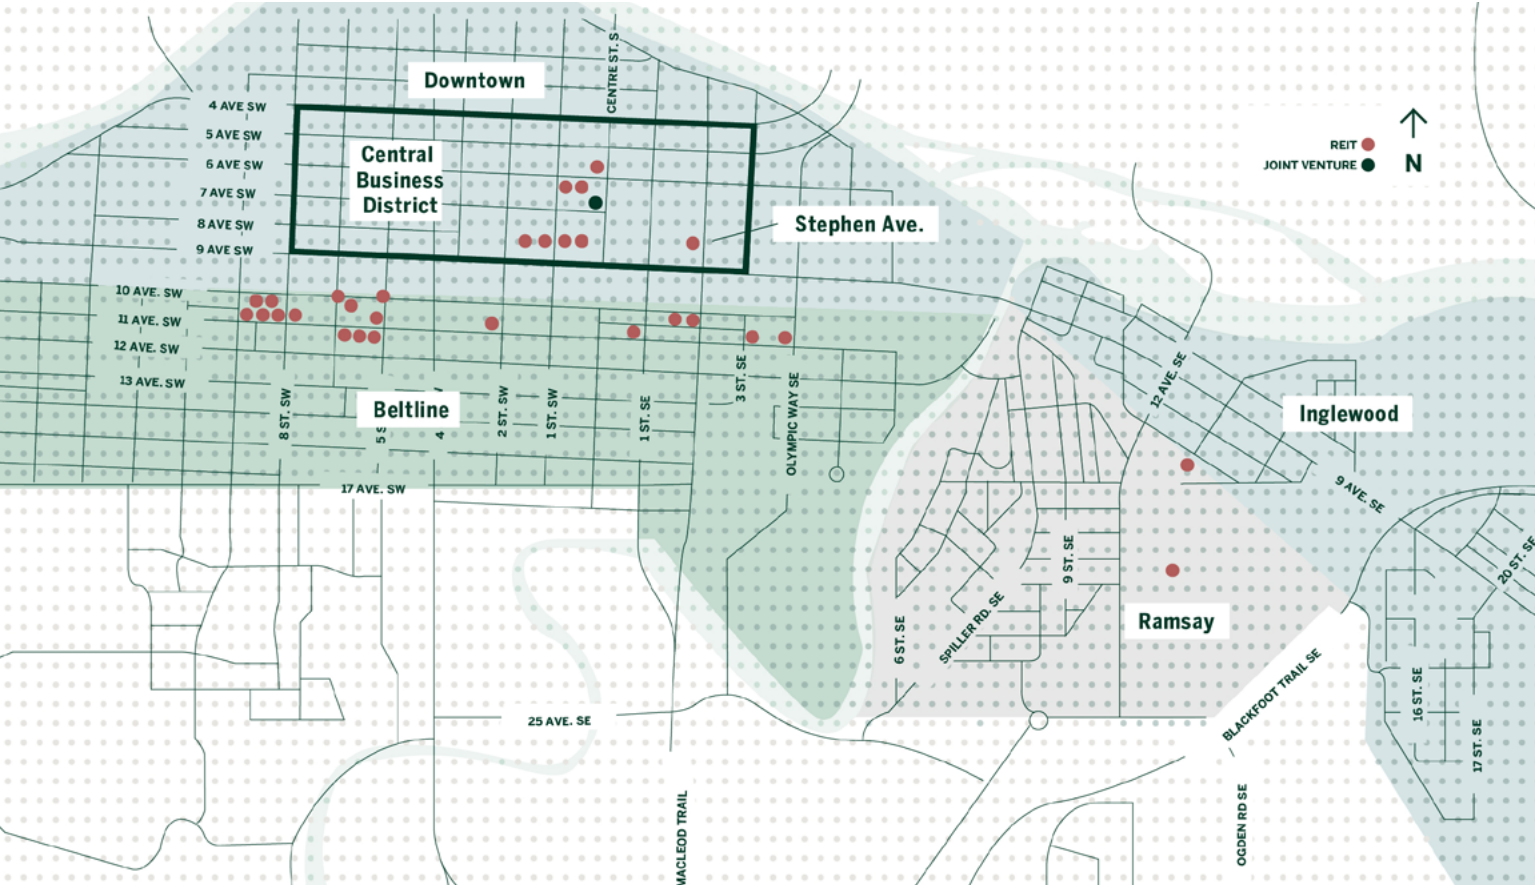 CENTRE ST. S
Downtown
4 AVE SW
5 AVE SW
6 AVE SW
7 AVE SW
8 AVE SW
9 AVE SW
Central
Business
District
Stephen Ave.
REIT
JOINT VENTURE
N
10 AVE. SW
11 AVE. SW
12 AVE. SW
13 AVE. SW
8 ST. SW
Beltline
5 S
4
2 ST. SW
1 ST. SW
1 ST. SE
3 ST. SE
OLYMPIC WAY SE
12 AVE. SE
Inglewood
17 AVE. SW
9 AVE. SE
20 ST. SE
9 ST. SE
6 ST. SE
SPILLER RD. SE
Ramsay
BLACKFOOT TRAIL SE
16 ST. SE
17 ST. SE
25 AVE. SE
MACLEOD TRAIL
OGDEN RD SE